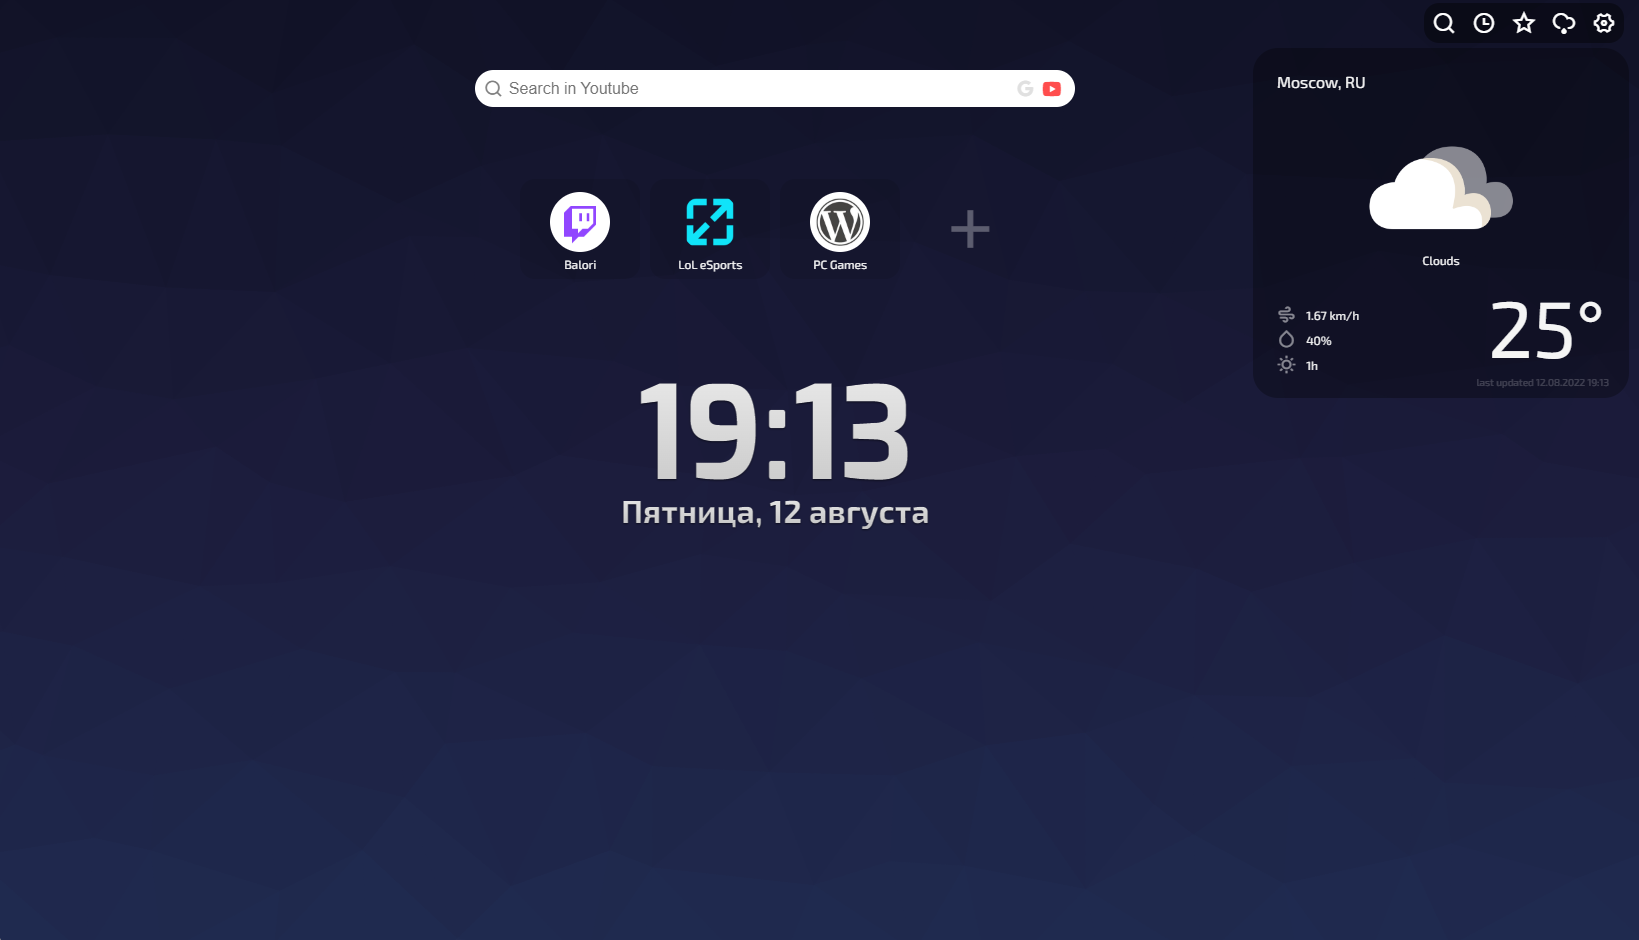 Search in Youtube
Moscow, RU
Balori
LoL eSports
PC Games
Clouds
1.67 km/h
40%
1h
25°
last updated 12.08.2022 19:13
19:13
Пятница, 12 августа